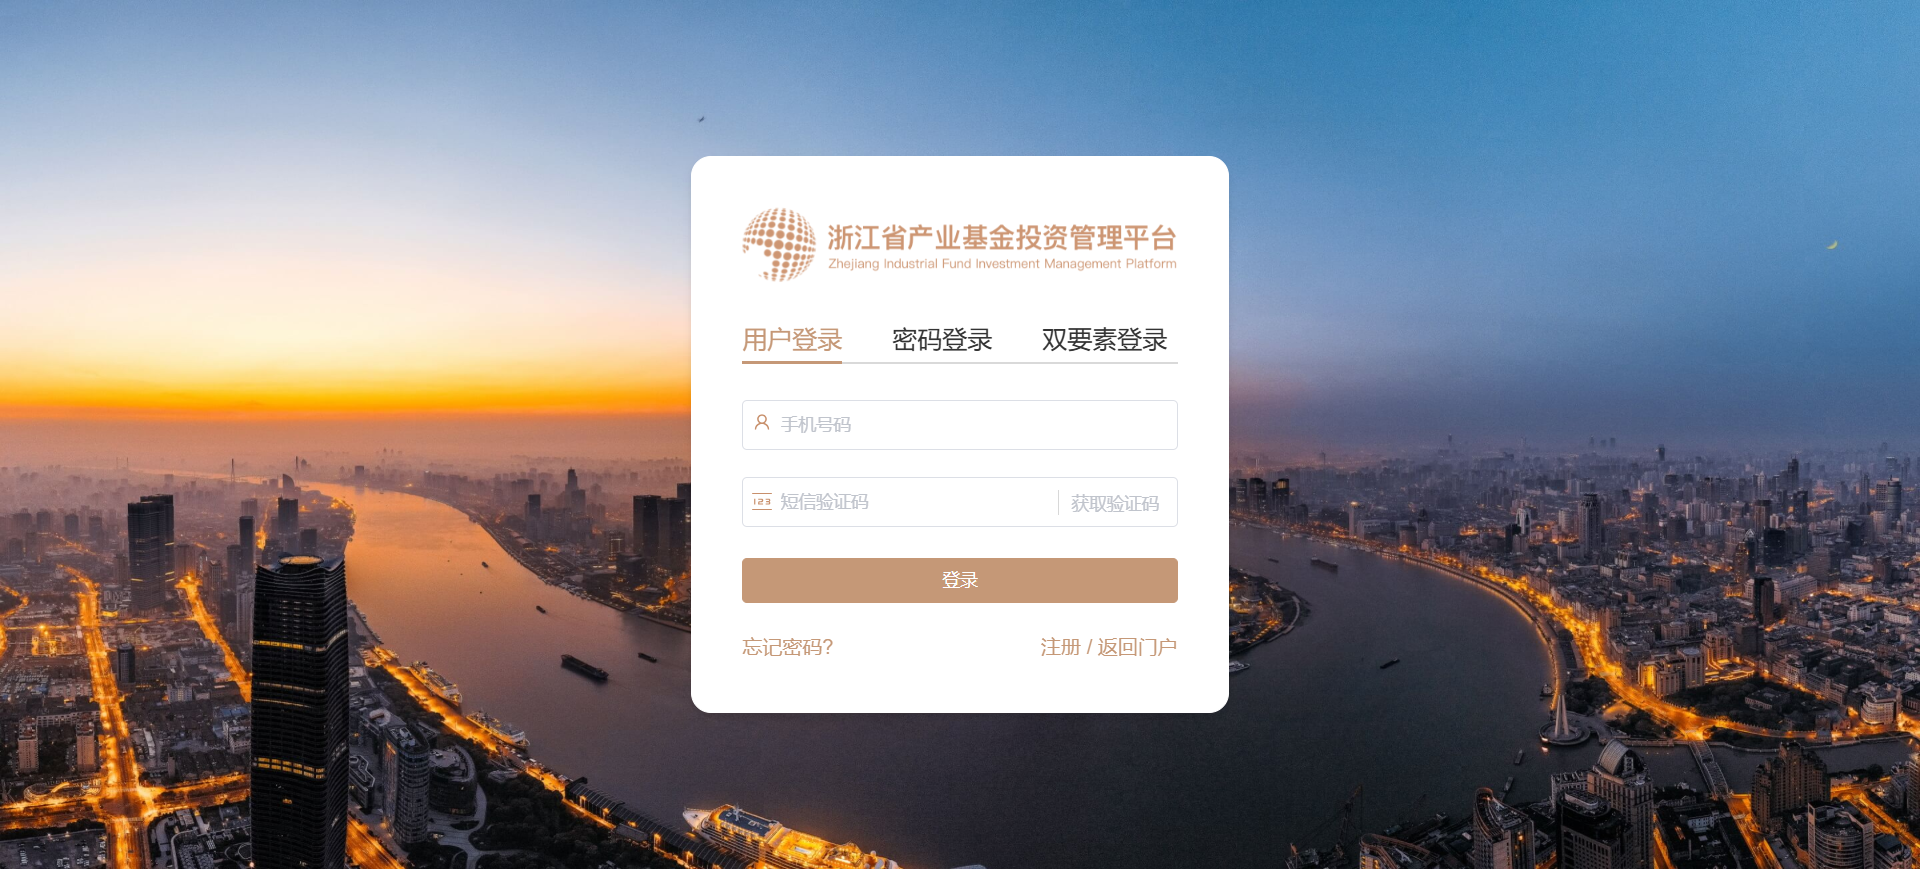 浙江省产业基金投资管理平台
Zhejiang Industrial Fund Investment Management Platform
用户登录 密码登录 双要素登录
手机号码
123 短信验证码 获取验证码
登录
忘记密码? 注册 / 返回门户